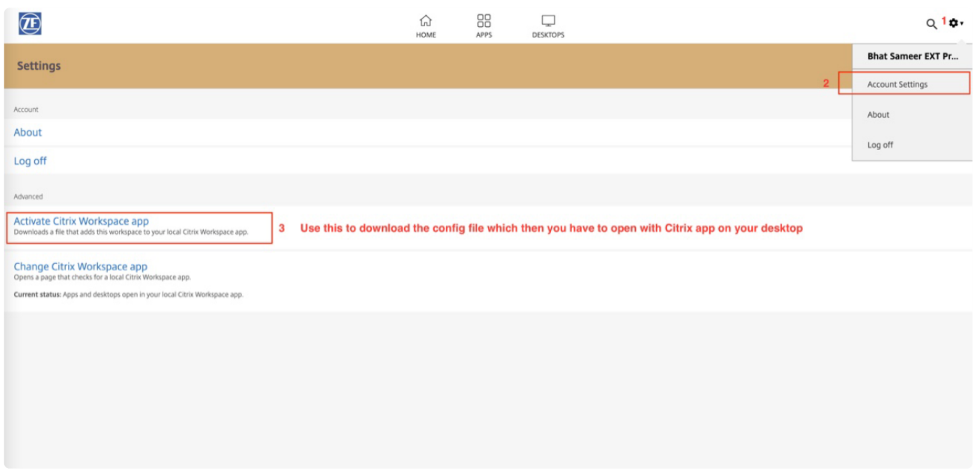 ZF
HOME
APPS
DESKTOPS
1
Settings
Bhat Sameer EXT Pr...
2
Account Settings
About
Log off
Account
About
Log off
Advanced
Activate Citrix Workspace app
Downloads a file that adds this workspace to your local Citrix Workspace app.
3 Use this to download the config file which then you have to open with Citrix app on your desktop
Change Citrix Workspace app
Opens a page that checks for a local Citrix Workspace app.
Current status: Apps and desktops open in your local Citrix Workspace app.